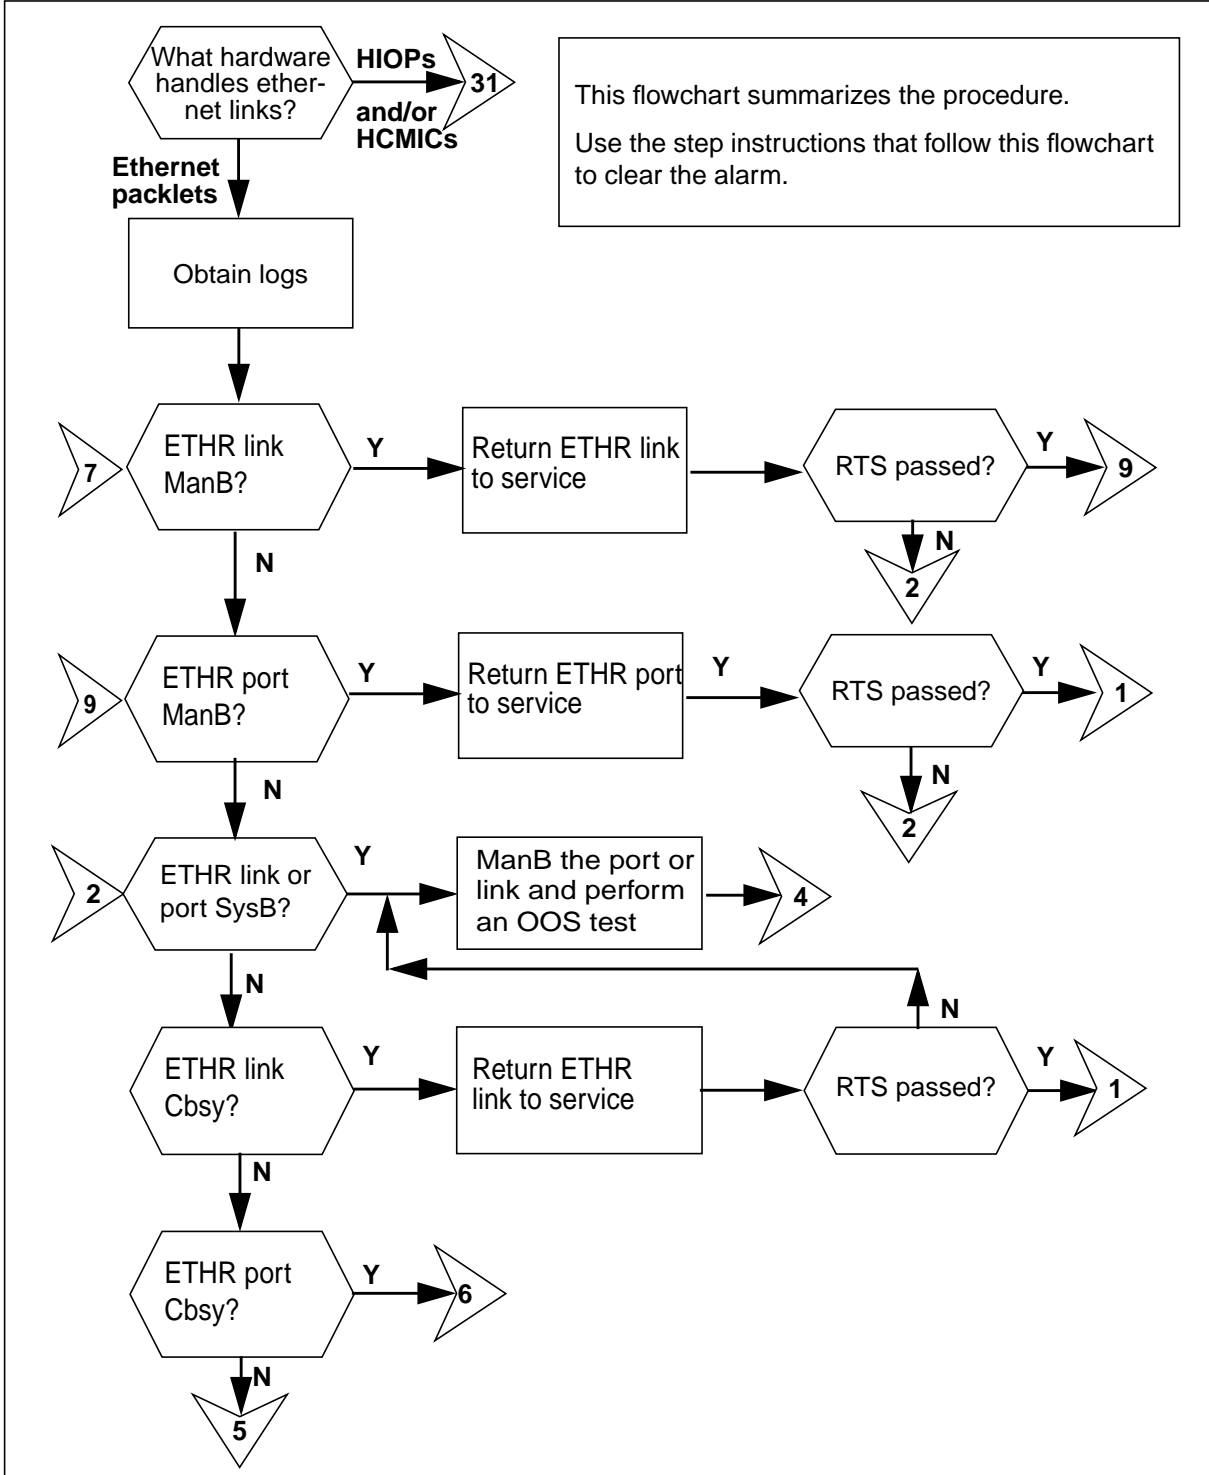 What hardware
handles ether-
net links?
HIOPs
and/or
HCMICs
31
This flowchart summarizes the procedure.
Use the step instructions that follow this flowchart
to clear the alarm.
Ethernet
packlets
Obtain logs
7
ETHR link
ManB?
Y
Return ETHR link
to service
RTS passed?
Y
9
N
2
N
9
ETHR port
ManB?
Y
Return ETHR port
to service
Y
RTS passed?
Y
1
N
2
N
2
ETHR link or
port SysB?
Y
ManB the port or
link and perform
an OOS test
4
N
ETHR link
Cbsy?
Y
Return ETHR
link to service
RTS passed?
N
Y
1
N
ETHR port
Cbsy?
Y
6
N
5